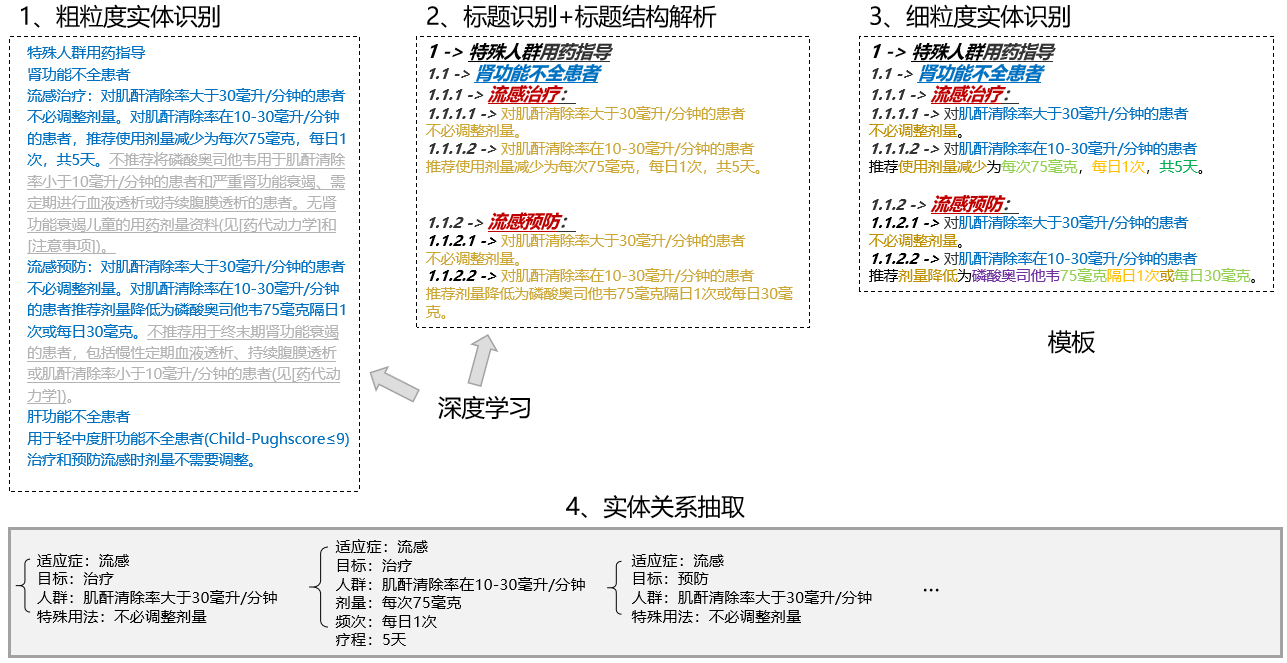 1、粗粒度实体识别
特殊人群用药指导
肾功能不全患者
流感治疗：对肌酐清除率大于30毫升/分钟的患者
不必调整剂量。对肌酐清除率在10-30毫升/分钟
的患者，推荐使用剂量减少为每次75毫克，每日1
次，共5天。不推荐将磷酸奥司他韦用于肌酐清除
率小于10毫升/分钟的患者和严重肾功能衰竭、需
定期进行血液透析或持续腹膜透析的患者。无肾
功能衰竭儿童的用药剂量资料(见[药代动力学]和
[注意事项])。
流感预防：对肌酐清除率大于30毫升/分钟的患者
不必调整剂量。对肌酐清除率在10-30毫升/分钟
的患者推荐剂量降低为磷酸奥司他韦75毫克隔日1
次或每日30毫克。不推荐用于终末期肾功能衰竭
的患者，包括慢性定期血液透析、持续腹膜透析
或肌酐清除率小于10毫升/分钟的患者(见[药代动
力学])。
肝功能不全患者
用于轻中度肝功能不全患者(Child-Pughscore≤9)
治疗和预防流感时剂量不需要调整。
2、标题识别+标题结构解析
1 -> 特殊人群用药指导
1.1 -> 肾功能不全患者
1.1.1 -> 流感治疗：
1.1.1.1 -> 对肌酐清除率大于30毫升/分钟的患者
不必调整剂量。
1.1.1.2 -> 对肌酐清除率在10-30毫升/分钟的患者
推荐使用剂量减少为每次75毫克，每日1次，共5天。
1.1.2 -> 流感预防：
1.1.2.1 -> 对肌酐清除率大于30毫升/分钟的患者
不必调整剂量。
1.1.2.2 -> 对肌酐清除率在10-30毫升/分钟的患者
推荐剂量降低为磷酸奥司他韦75毫克隔日1次或每日30毫
克。
深度学习
3、细粒度实体识别
1 -> 特殊人群用药指导
1.1 -> 肾功能不全患者
1.1.1 -> 流感治疗：
1.1.1.1 -> 对肌酐清除率大于30毫升/分钟的患者
不必调整剂量。
1.1.1.2 -> 对肌酐清除率在10-30毫升/分钟的患者
推荐使用剂量减少为每次75毫克，每日1次，共5天。
1.1.2 -> 流感预防：
1.1.2.1 -> 对肌酐清除率大于30毫升/分钟的患者
不必调整剂量。
1.1.2.2 -> 对肌酐清除率在10-30毫升/分钟的患者
推荐剂量降低为磷酸奥司他韦75毫克隔日1次或每日30毫克。
模板
4、实体关系抽取
适应症：流感
目标：治疗
人群：肌酐清除率大于30毫升/分钟
特殊用法：不必调整剂量
适应症：流感
目标：治疗
人群：肌酐清除率在10-30毫升/分钟
剂量：每次75毫克
频次：每日1次
疗程：5天
适应症：流感
目标：预防
人群：肌酐清除率大于30毫升/分钟
特殊用法：不必调整剂量
...